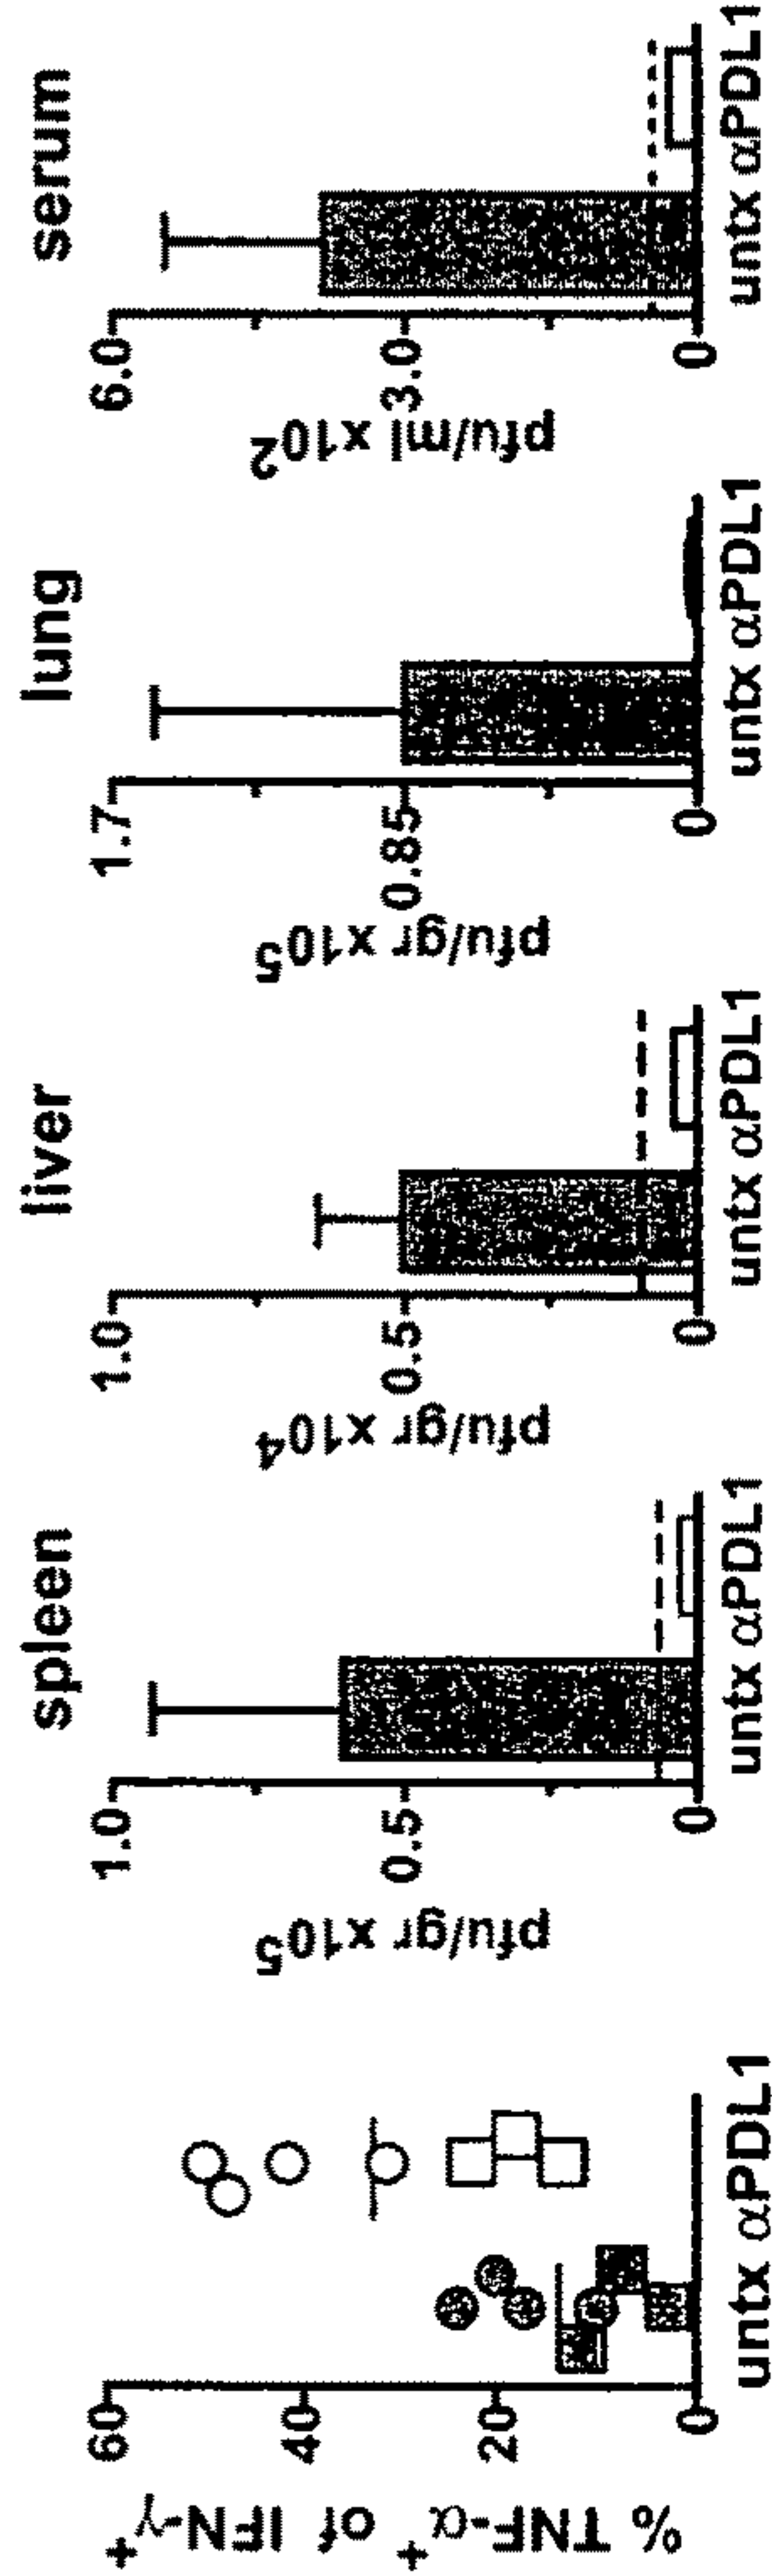 % TNF-α⁺ of IFN-γ⁺
60
40
20
0
untx αPDL1
spleen
pfu/gr x10⁵
1.0
0.5
0
untx αPDL1
liver
pfu/gr x10⁴
1.0
0.5
0
untx αPDL1
lung
pfu/gr x10⁵
1.7
0.85
0
untx αPDL1
serum
pfu/ml x10²
6.0
3.0
0
untx αPDL1